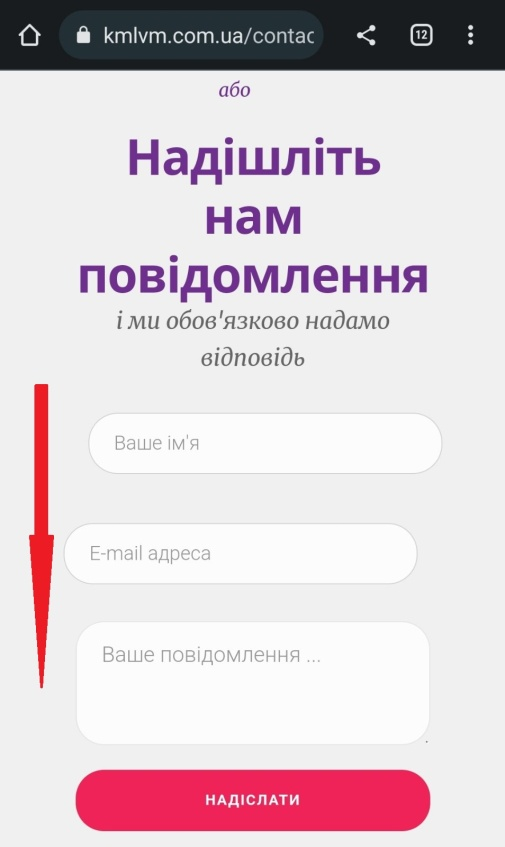 kmlvm.com.ua/contac
12
або
Надішліть
нам
повідомлення
і ми обов'язково надамо
відповідь
Ваше ім'я
E-mail адреса
Ваше повідомлення ...
НАДІСЛАТИ